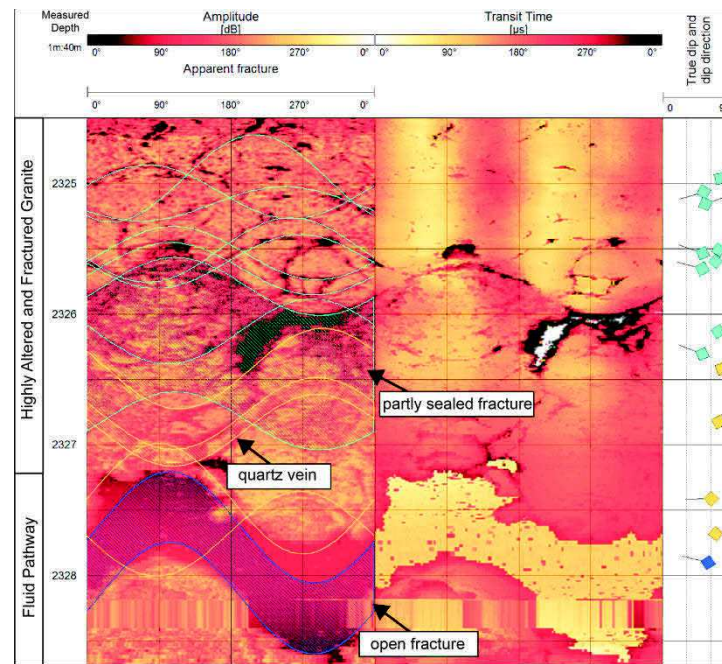 Measured
Depth
1m:40m
Amplitude
[dB]
0° 90° 180° 270° 0°
Transit Time
[µs]
90° 180° 270° 0°
Apparent fracture
0° 90° 180° 270° 0°
True dip and
dip direction
0 9
Highly Altered and Fractured Granite
Fluid Pathway
2325
2326
partly sealed fracture
2327
quartz vein
2328
open fracture